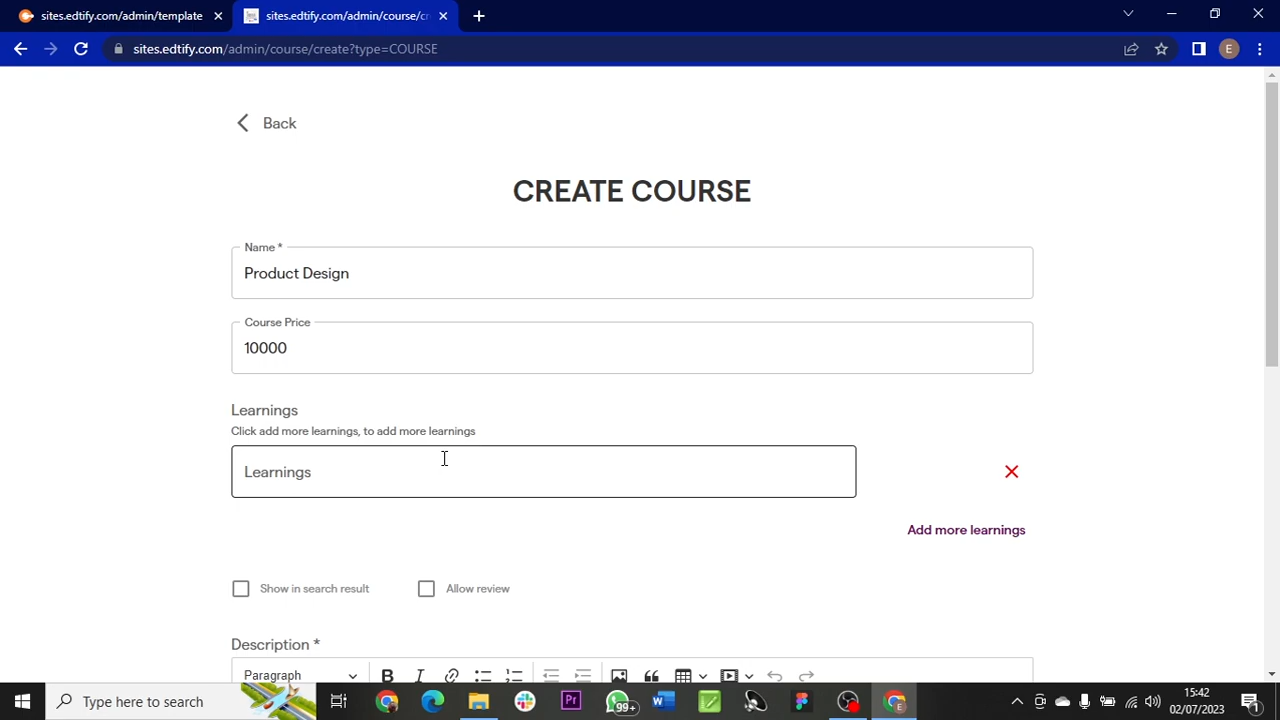 sites.edtify.com/admin/template
sites.edtify.com/admin/course/cr
sites.edtify.com/admin/course/create?type=COURSE
E
Back
CREATE COURSE
Name *
Product Design
Course Price
10000
Learnings
Click add more learnings, to add more learnings
Learnings
Add more learnings
Show in search result
Allow review
Description *
Paragraph
B I
Type here to search
Pr
99+
W
E
15:42
02/07/2023
1